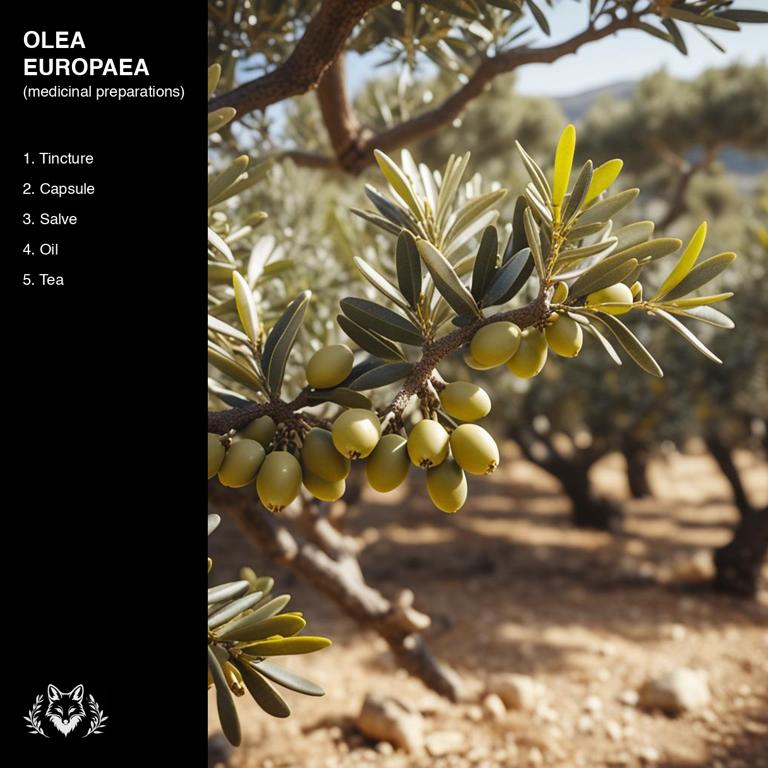 OLEA
EUROPAEA
(medicinal preparations)
1. Tincture
2. Capsule
3. Salve
4. Oil
5. Tea